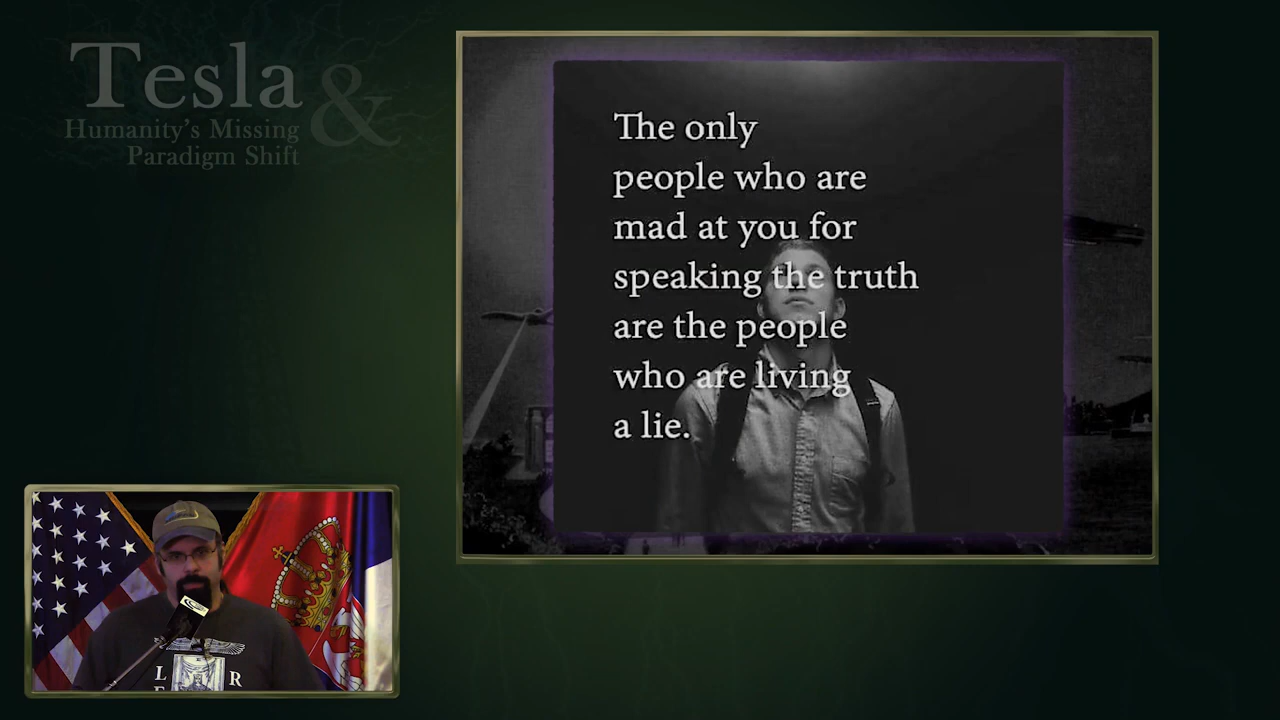 Tesla
&
Humanity's Missing
Paradigm Shift
The only
people who are
mad at you for
speaking the truth
are the people
who are living
a lie.
L R